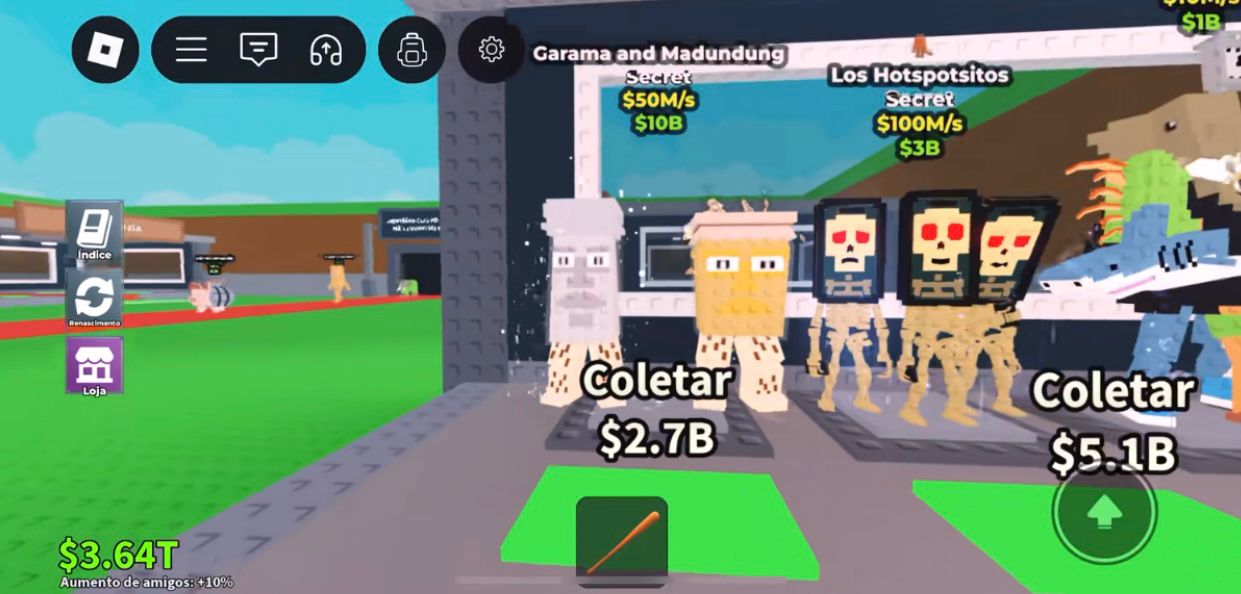 $10M/s
$1B
Garama and Madundung
Secret
$50M/s
$10B
Los Hotspotsitos
Secret
$100M/s
$3B
Índice
Renascimento
Loja
Coletar
$2.7B
Coletar
$5.1B
$3.64T
Aumento de amigos: +10%